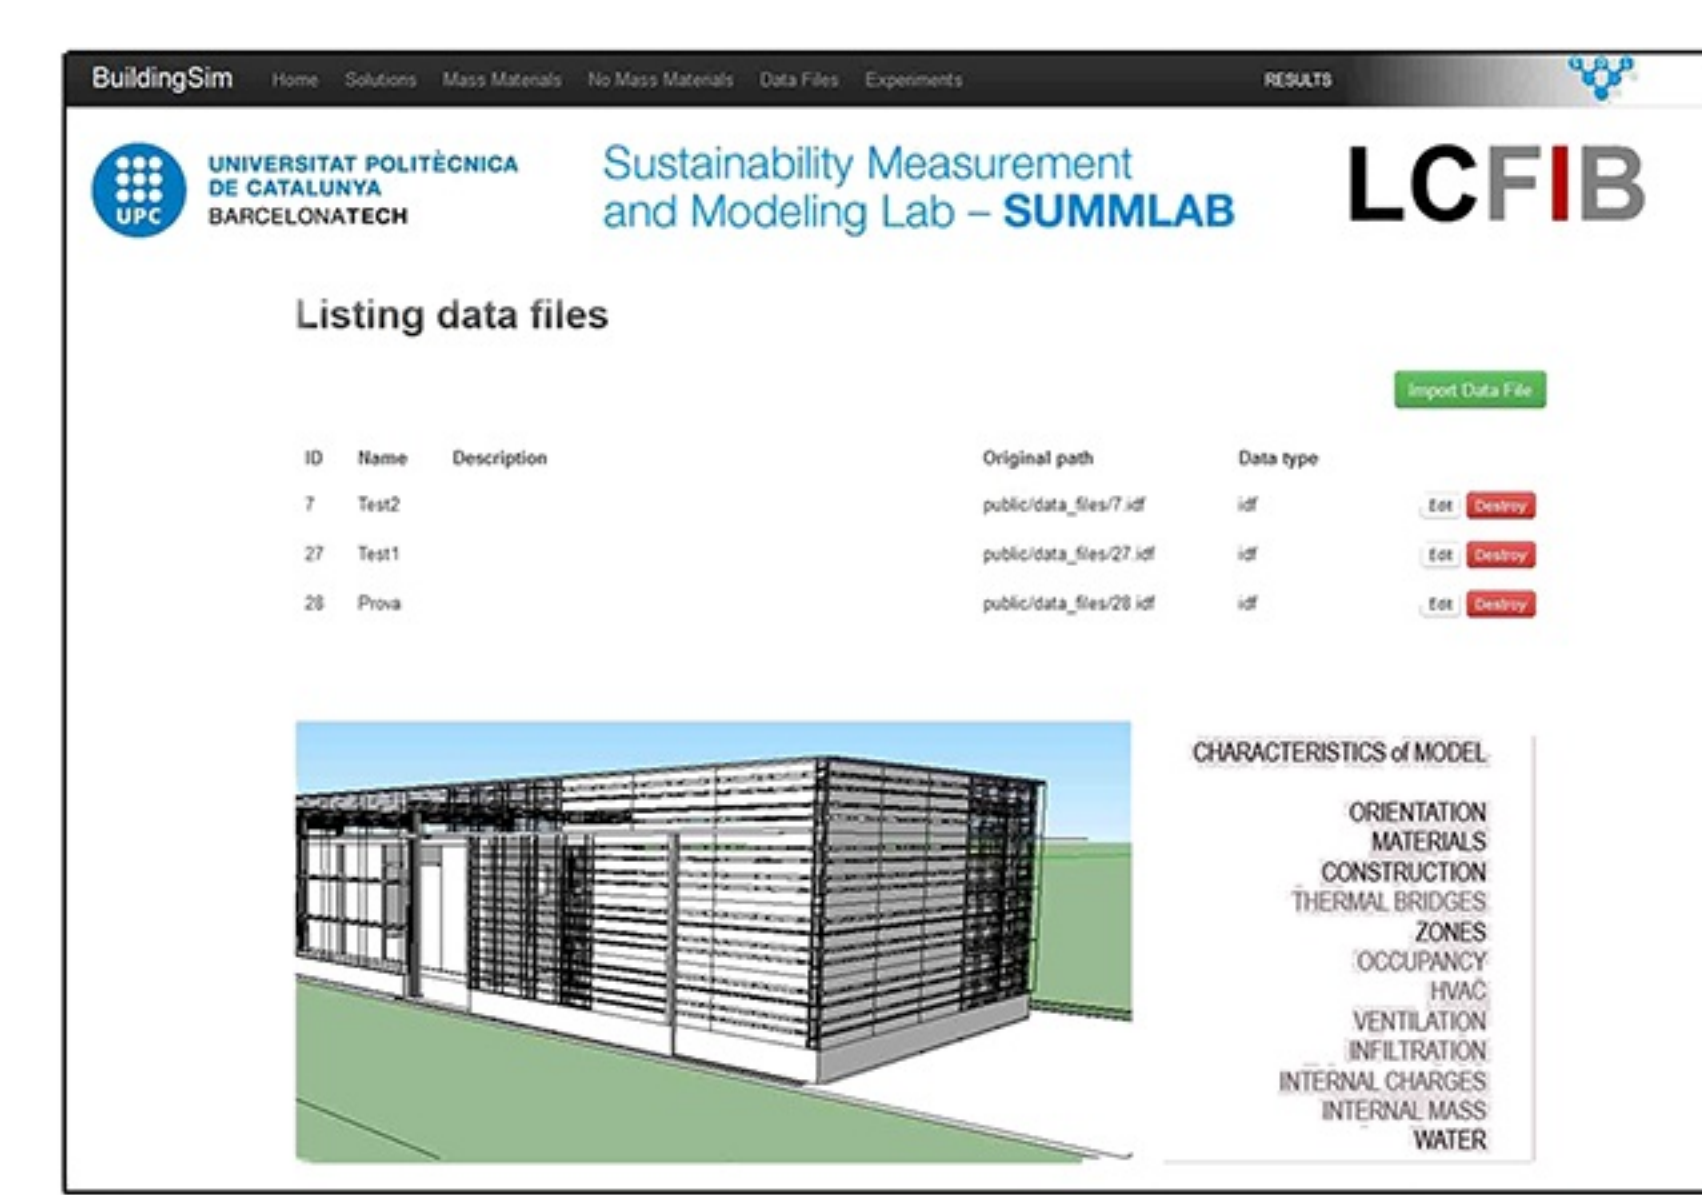 BuildingSim Home Solutions Mass Materials No Mass Materials Data Files Experiments RESULTS
UPC
UNIVERSITAT POLITÈCNICA
DE CATALUNYA
BARCELONATECH
Sustainability Measurement
and Modeling Lab – SUMMLAB
LCFIB
Listing data files
Import Data File
ID Name Description Original path Data type
7 Test2 public/data_files/7.idf idf Edit Destroy
27 Test1 public/data_files/27.idf idf Edit Destroy
28 Prova public/data_files/28.idf idf Edit Destroy
CHARACTERISTICS of MODEL
ORIENTATION
MATERIALS
CONSTRUCTION
THERMAL BRIDGES
ZONES
OCCUPANCY
HVAC
VENTILATION
INFILTRATION
INTERNAL CHARGES
INTERNAL MASS
WATER